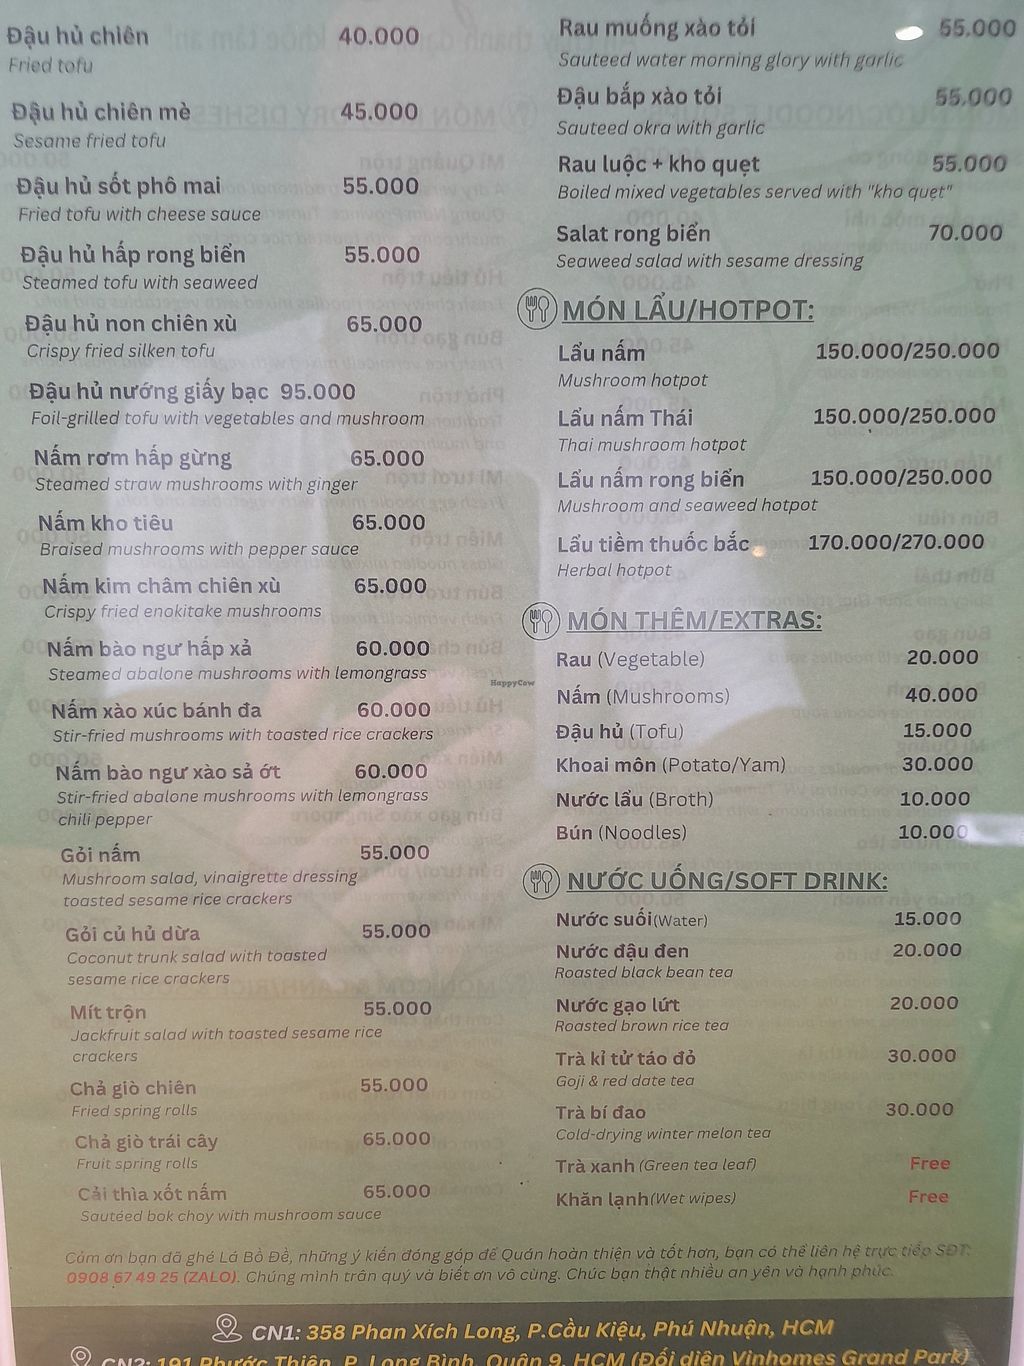 Đậu hủ chiên 40.000
Fried tofu
Đậu hủ chiên mè 45.000
Sesame fried tofu
Đậu hủ sốt phô mai 55.000
Fried tofu with cheese sauce
Đậu hủ hấp rong biển 55.000
Steamed tofu with seaweed
Đậu hủ non chiên xù 65.000
Crispy fried silken tofu
Đậu hủ nướng giấy bạc 95.000
Foil-grilled tofu with vegetables and mushroom
Nấm rơm hấp gừng 65.000
Steamed straw mushrooms with ginger
Nấm kho tiêu 65.000
Braised mushrooms with pepper sauce
Nấm kim châm chiên xù 65.000
Crispy fried enokitake mushrooms
Nấm bào ngư hấp xả 60.000
Steamed abalone mushrooms with lemongrass
Nấm xào xúc bánh đa 60.000
Stir-fried mushrooms with toasted rice crackers
Nấm bào ngư xào sả ớt 60.000
Stir-fried abalone mushrooms with lemongrass
chili pepper
Gỏi nấm 55.000
Mushroom salad, vinaigrette dressing
toasted sesame rice crackers
Gỏi củ hủ dừa 55.000
Coconut trunk salad with toasted
sesame rice crackers
Mít trộn 55.000
Jackfruit salad with toasted sesame rice
crackers
Chả giò chiên 55.000
Fried spring rolls
Chả giò trái cây 65.000
Fruit spring rolls
Cải thìa xốt nấm 65.000
Sautéed bok choy with mushroom sauce
Rau muống xào tỏi 55.000
Sauteed water morning glory with garlic
Đậu bắp xào tỏi 55.000
Sauteed okra with garlic
Rau luộc + kho quẹt 55.000
Boiled mixed vegetables served with "kho quẹt"
Salat rong biển 70.000
Seaweed salad with sesame dressing
MÓN LẨU/HOTPOT:
Lẩu nấm 150.000/250.000
Mushroom hotpot
Lẩu nấm Thái 150.000/250.000
Thai mushroom hotpot
Lẩu nấm rong biển 150.000/250.000
Mushroom and seaweed hotpot
Lẩu tiềm thuốc bắc 170.000/270.000
Herbal hotpot
MÓN THÊM/EXTRAS:
Rau (Vegetable) 20.000
Nấm (Mushrooms) 40.000
Đậu hủ (Tofu) 15.000
Khoai môn (Potato/Yam) 30.000
Nước lẩu (Broth) 10.000
Bún (Noodles) 10.000
NƯỚC UỐNG/SOFT DRINK:
Nước suối(Water) 15.000
Nước đậu đen 20.000
Roasted black bean tea
Nước gạo lứt 20.000
Roasted brown rice tea
Trà kỉ tử táo đỏ 30.000
Goji & red date tea
Trà bí đao 30.000
Cold-drying winter melon tea
Trà xanh (Green tea leaf) Free
Khăn lạnh(Wet wipes) Free
HappyCow
Cảm ơn bạn đã ghé Lá Bồ Đề, những ý kiến đóng góp để Quán hoàn thiện và tốt hơn, bạn có thể liên hệ trực tiếp SĐT:
0908 67 49 25 (ZALO). Chúng mình trân quý và biết ơn vô cùng. Chúc bạn thật nhiều an yên và hạnh phúc.
CN1: 358 Phan Xích Long, P.Cầu Kiệu, Phú Nhuận, HCM
CN2: 191 Phước Thiện, P. Long Bình, Quận 9, HCM (Đối diện Vinhomes Grand Park)